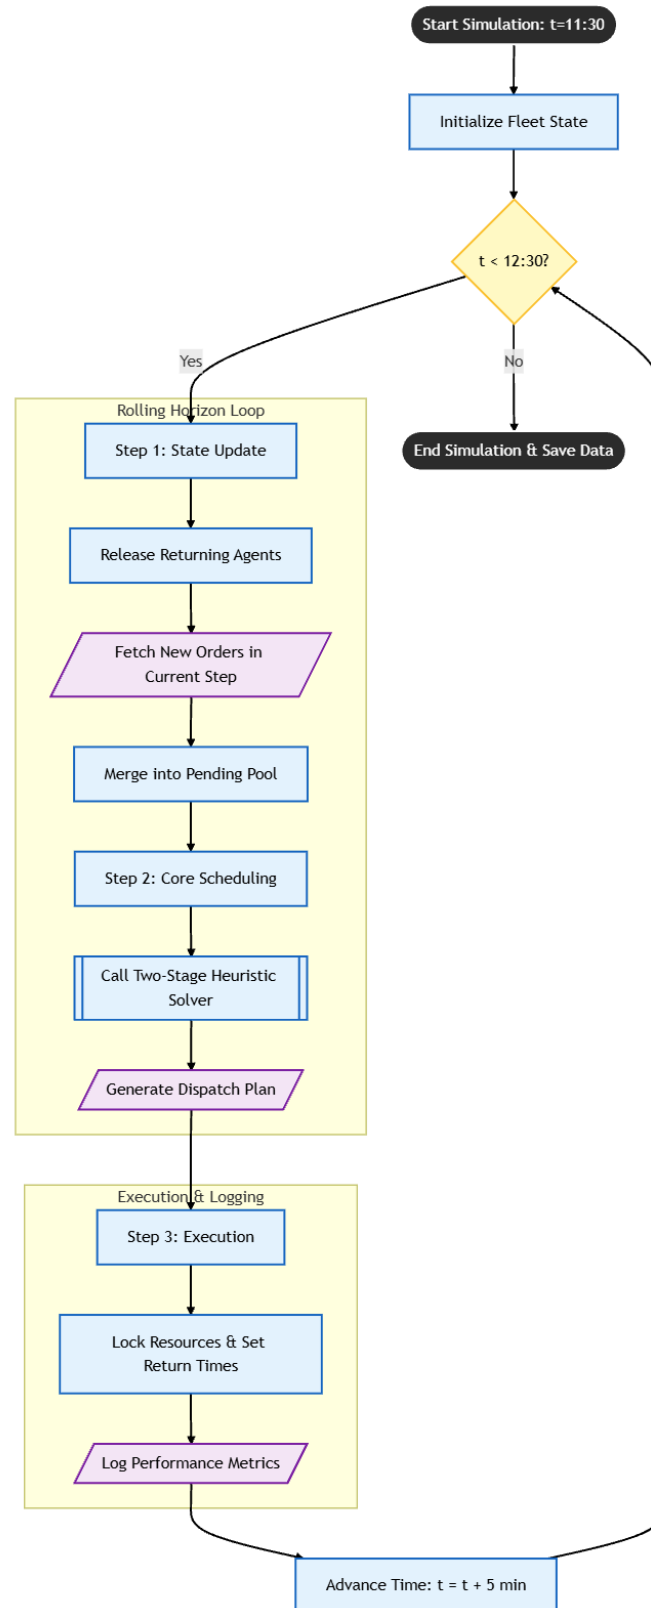 Start Simulation: t=11:30
Initialize Fleet State
t < 12:30?
Yes
No
Rolling Horizon Loop
Step 1: State Update
End Simulation & Save Data
Release Returning Agents
Fetch New Orders in
Current Step
Merge into Pending Pool
Step 2: Core Scheduling
Call Two-Stage Heuristic
Solver
Generate Dispatch Plan
Execution & Logging
Step 3: Execution
Lock Resources & Set
Return Times
Log Performance Metrics
Advance Time: t = t + 5 min